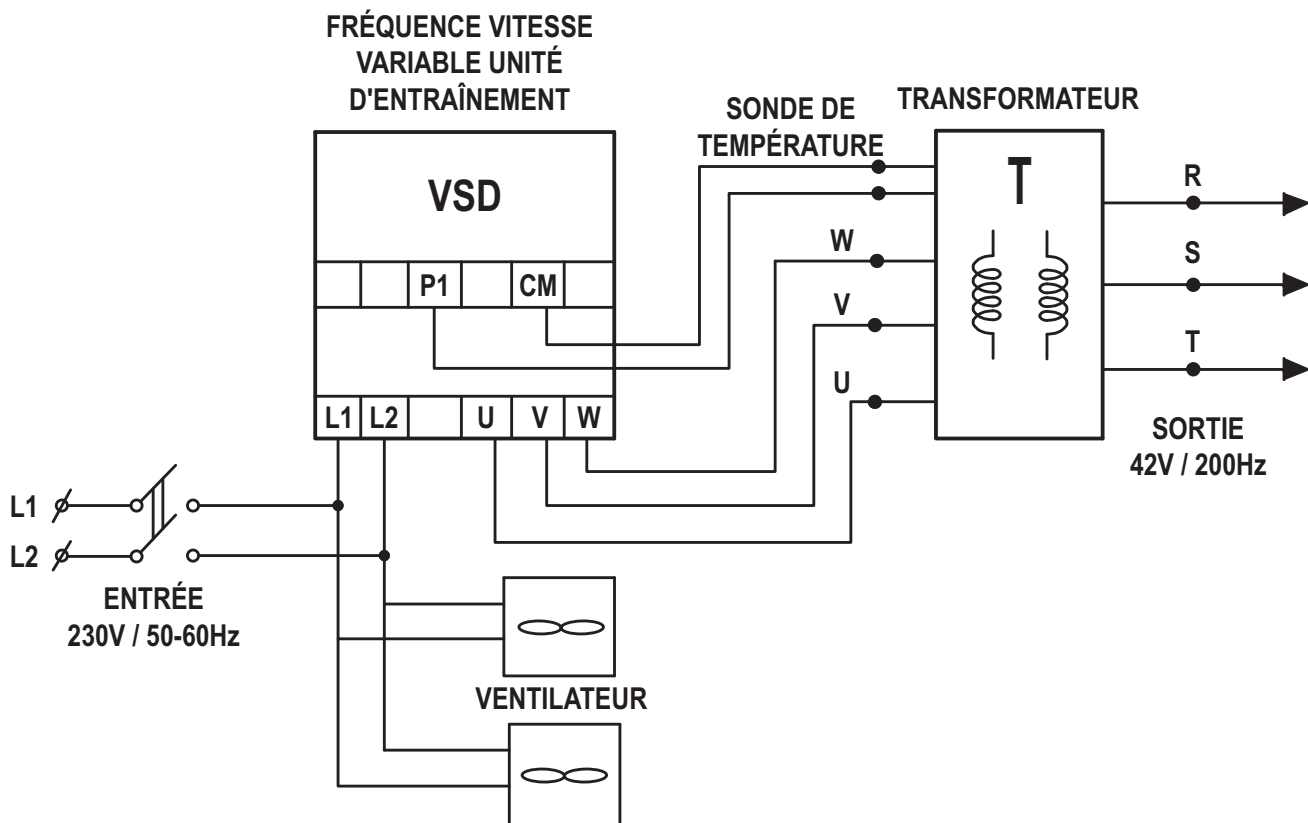 FRÉQUENCE VITESSE
VARIABLE UNITÉ
D'ENTRAÎNEMENT
SONDE DE
TEMPÉRATURE
TRANSFORMATEUR
VSD
T
P1 CM
L1 L2 U V W
W
V
U
R
S
T
SORTIE
42V / 200Hz
L1
L2
ENTRÉE
230V / 50-60Hz
VENTILATEUR